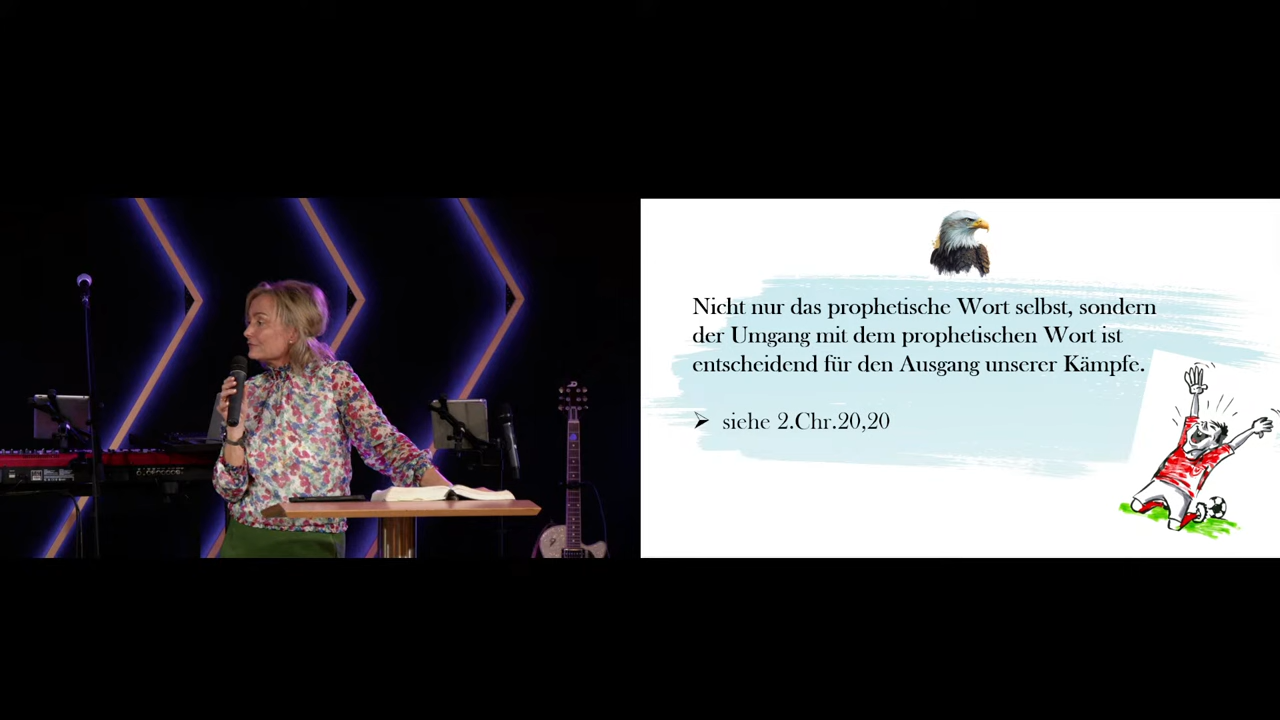 Nicht nur das prophetische Wort selbst, sondern
der Umgang mit dem prophetischen Wort ist
entscheidend für den Ausgang unserer Kämpfe.
➢ siehe 2.Chr.20,20